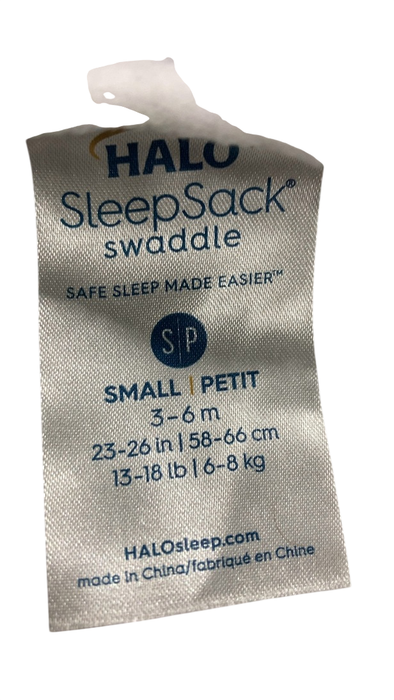 HALO
SleepSack®
swaddle
SAFE SLEEP MADE EASIER™
S|P
SMALL | PETIT
3-6 m
23-26 in | 58-66 cm
13-18 lb | 6-8 kg
HALOsleep.com
made in China/fabriqué en Chine